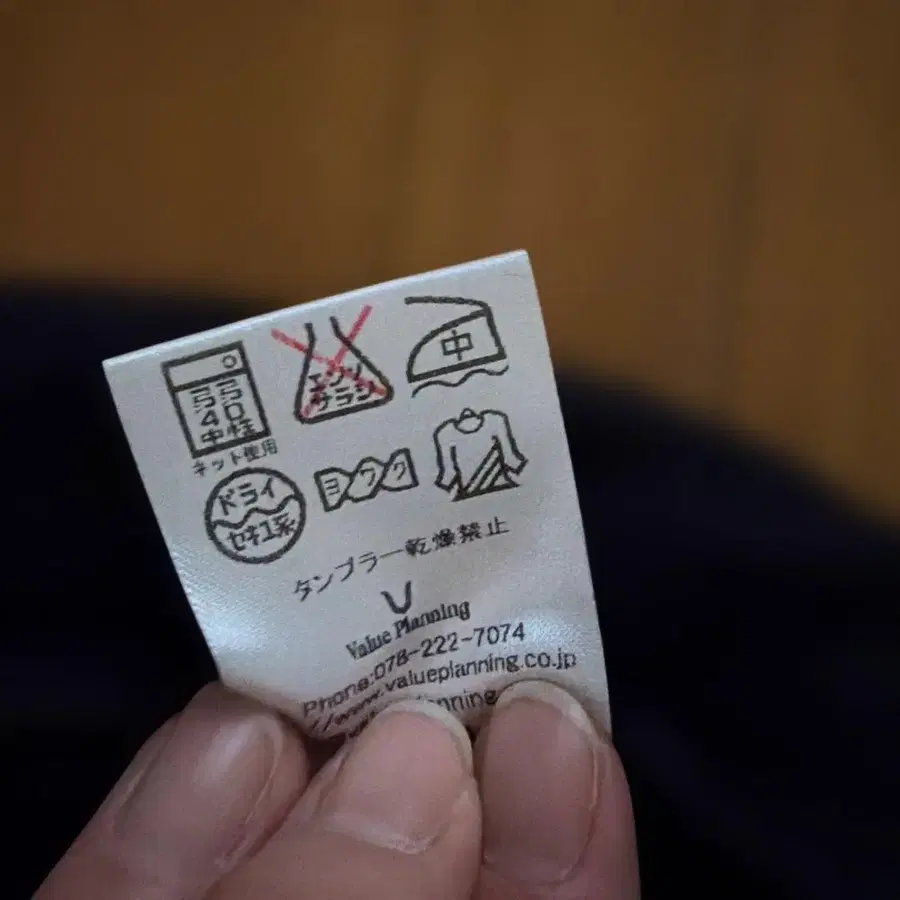 弱
40
中性
ネット使用
エンソ
サラシ
中
ドライ
セキユ系
ヨワク
タンブラー乾燥禁止
Value Planning
Phone:078-222-7074
//www.valueplanning.co.jp